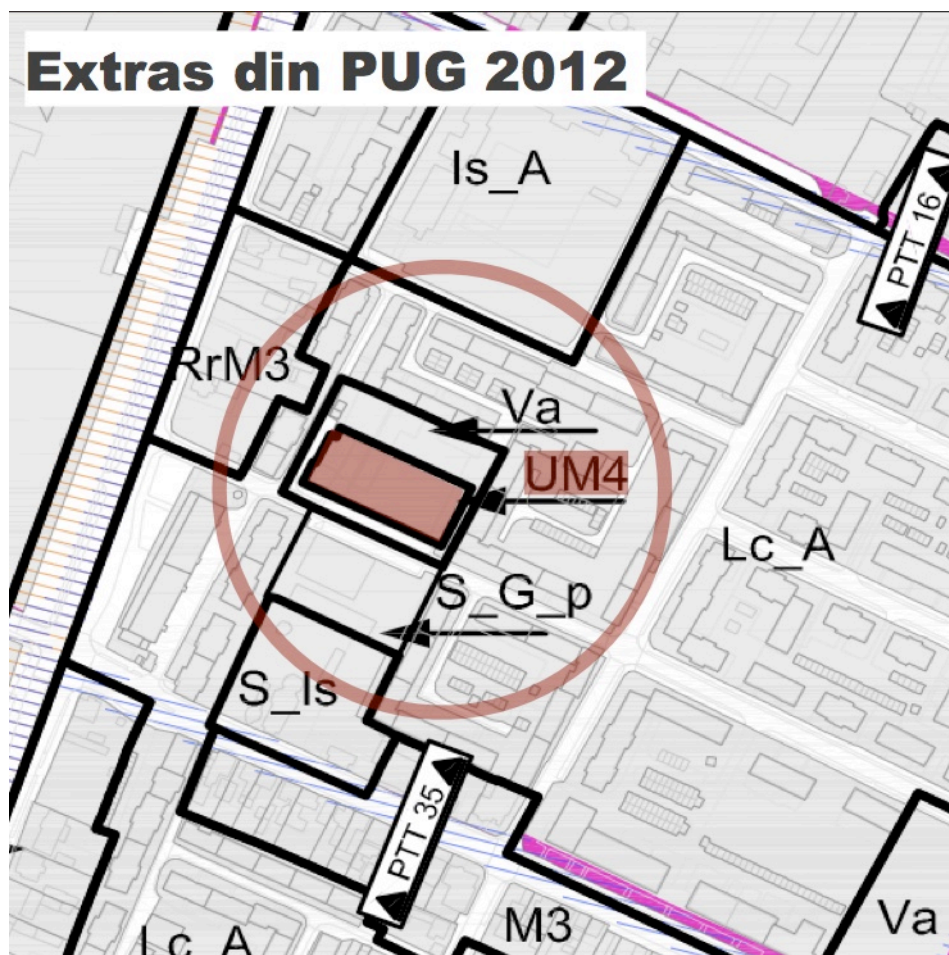 Extras din PUG 2012
Is_A
PTT 16
RrM3
Va
UM4
Lc_A
S_G_p
S_Is
PTT 35
M3
Va
Lc_A